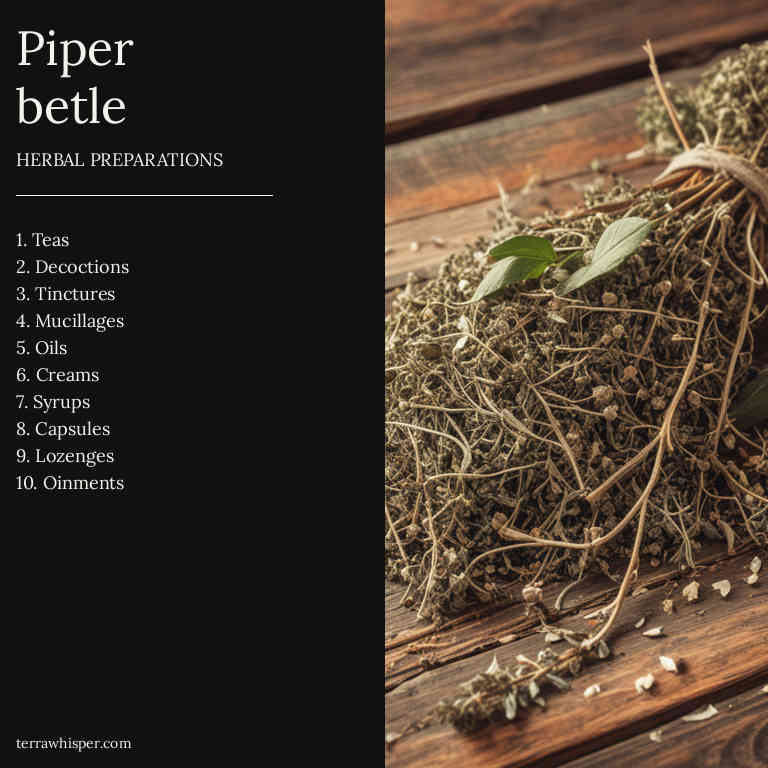 Piper
betle
HERBAL PREPARATIONS
1. Teas
2. Decoctions
3. Tinctures
4. Mucillages
5. Oils
6. Creams
7. Syrups
8. Capsules
9. Lozenges
10. Oinments
terrawhisper.com